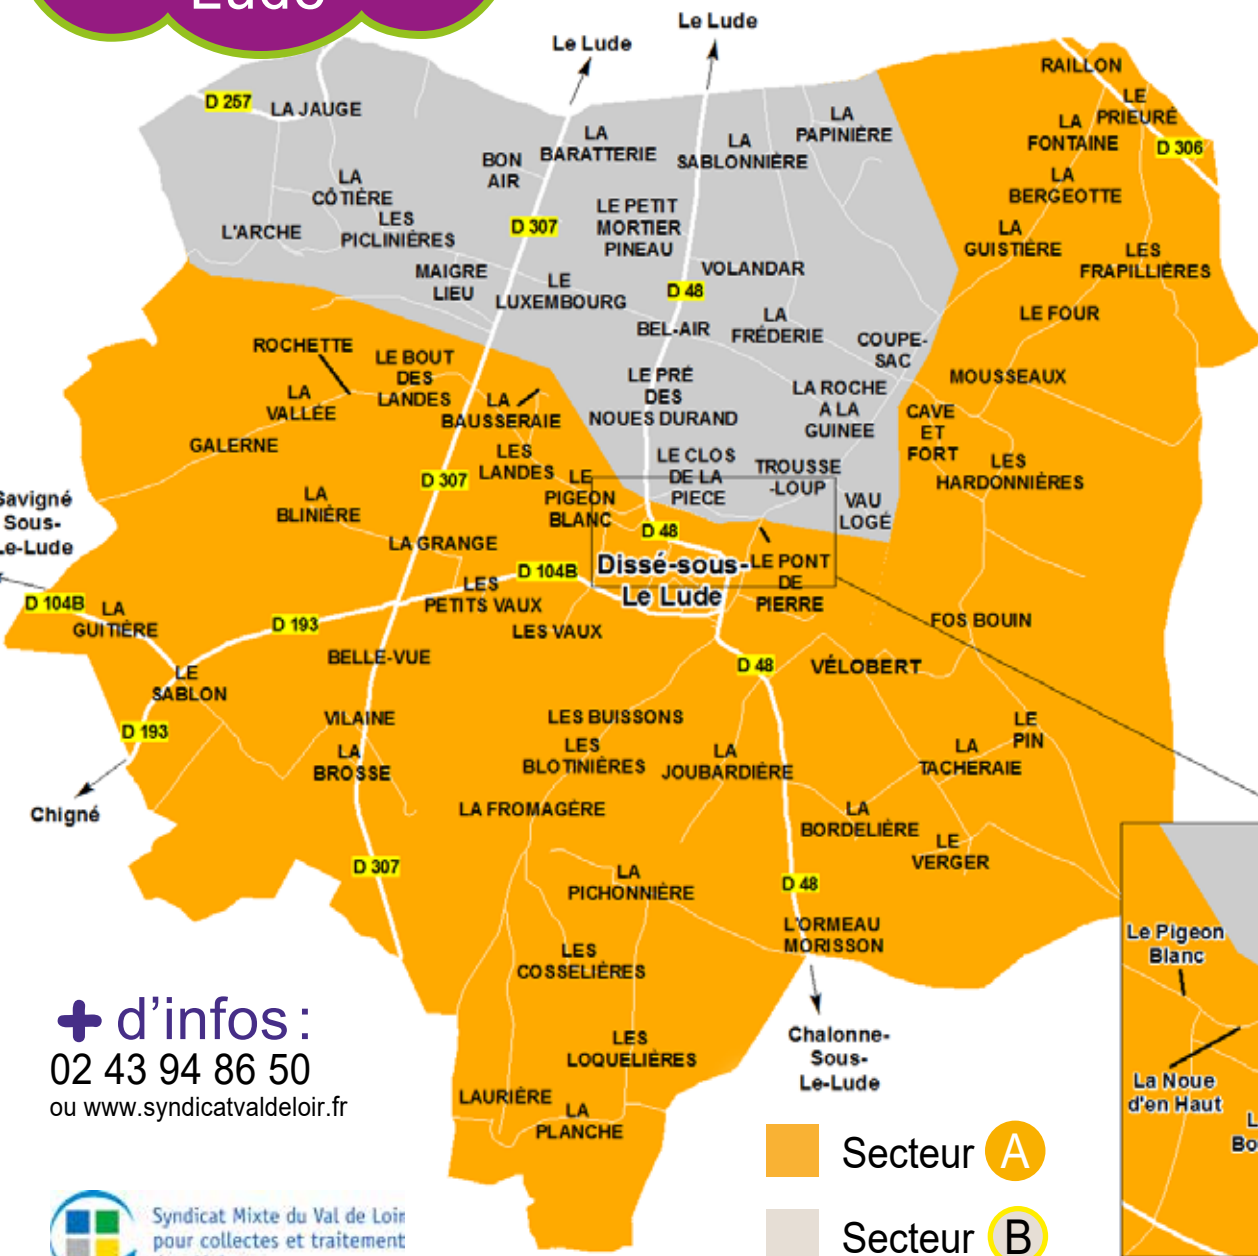 Lude
Le Lude
Le Lude
RAILLON
D 257
LA JAUGE
LE
PRIEURÉ
LA
PAPINIÈRE
LA
FONTAINE
D 306
LA
BARATTERIE
LA
SABLONNIÈRE
BON
AIR
LA
CÔTIÈRE
LA
BERGEOTTE
L'ARCHE
LES
PICLINIÈRES
D 307
LE PETIT
MORTIER
PINEAU
LA
GUISTIÈRE
LES
FRAPILLIÈRES
MAIGRE
LIEU
LE
LUXEMBOURG
VOLANDAR
D 48
BEL-AIR
LA
FRÉDERIE
LE FOUR
COUPE-
SAC
ROCHETTE
LE BOUT
DES
LANDES
MOUSSEAUX
LA
VALLÉE
LA
BAUSSERAIE
LE PRÉ
DES
NOUES DURAND
LA ROCHE
A LA
GUINEE
CAVE
ET
FORT
GALERNE
LES
LANDES
D 307
LE
PIGEON
BLANC
LE CLOS
DE LA
PIECE
TROUSSE
-LOUP
LES
HARDONNIÈRES
VAU
LOGÉ
LA
BLINIÈRE
Savigné
Sous-
Le-Lude
LA GRANGE
D 48
D 104B
Dissé-sous-
Le Lude
LE PONT
DE
PIERRE
LES
PETITS VAUX
D 104B
LA
GUITIÈRE
D 193
LES VAUX
FOS BOUIN
BELLE-VUE
D 48
VÉLOBERT
LE
SABLON
D 193
VILAINE
LES BUISSONS
LE
PIN
LA
BROSSE
LES
BLOTINIÈRES
LA
JOUBARDIÈRE
LA
TACHERAIE
Chigné
LA FROMAGÈRE
LA
BORDELIÈRE
LE
VERGER
D 307
LA
PICHONNIÈRE
D 48
L'ORMEAU
MORISSON
Le Pigeon
Blanc
LES
COSSELIÈRES
+ d'infos :
02 43 94 86 50
ou www.syndicatvaldeloir.fr
Chalonne-
Sous-
Le-Lude
LES
LOQUELIÈRES
La Noue
d'en Haut
L
Bo
LAURIÈRE
LA
PLANCHE
Secteur A
Secteur B
Syndicat Mixte du Val de Loir
pour collectes et traitement